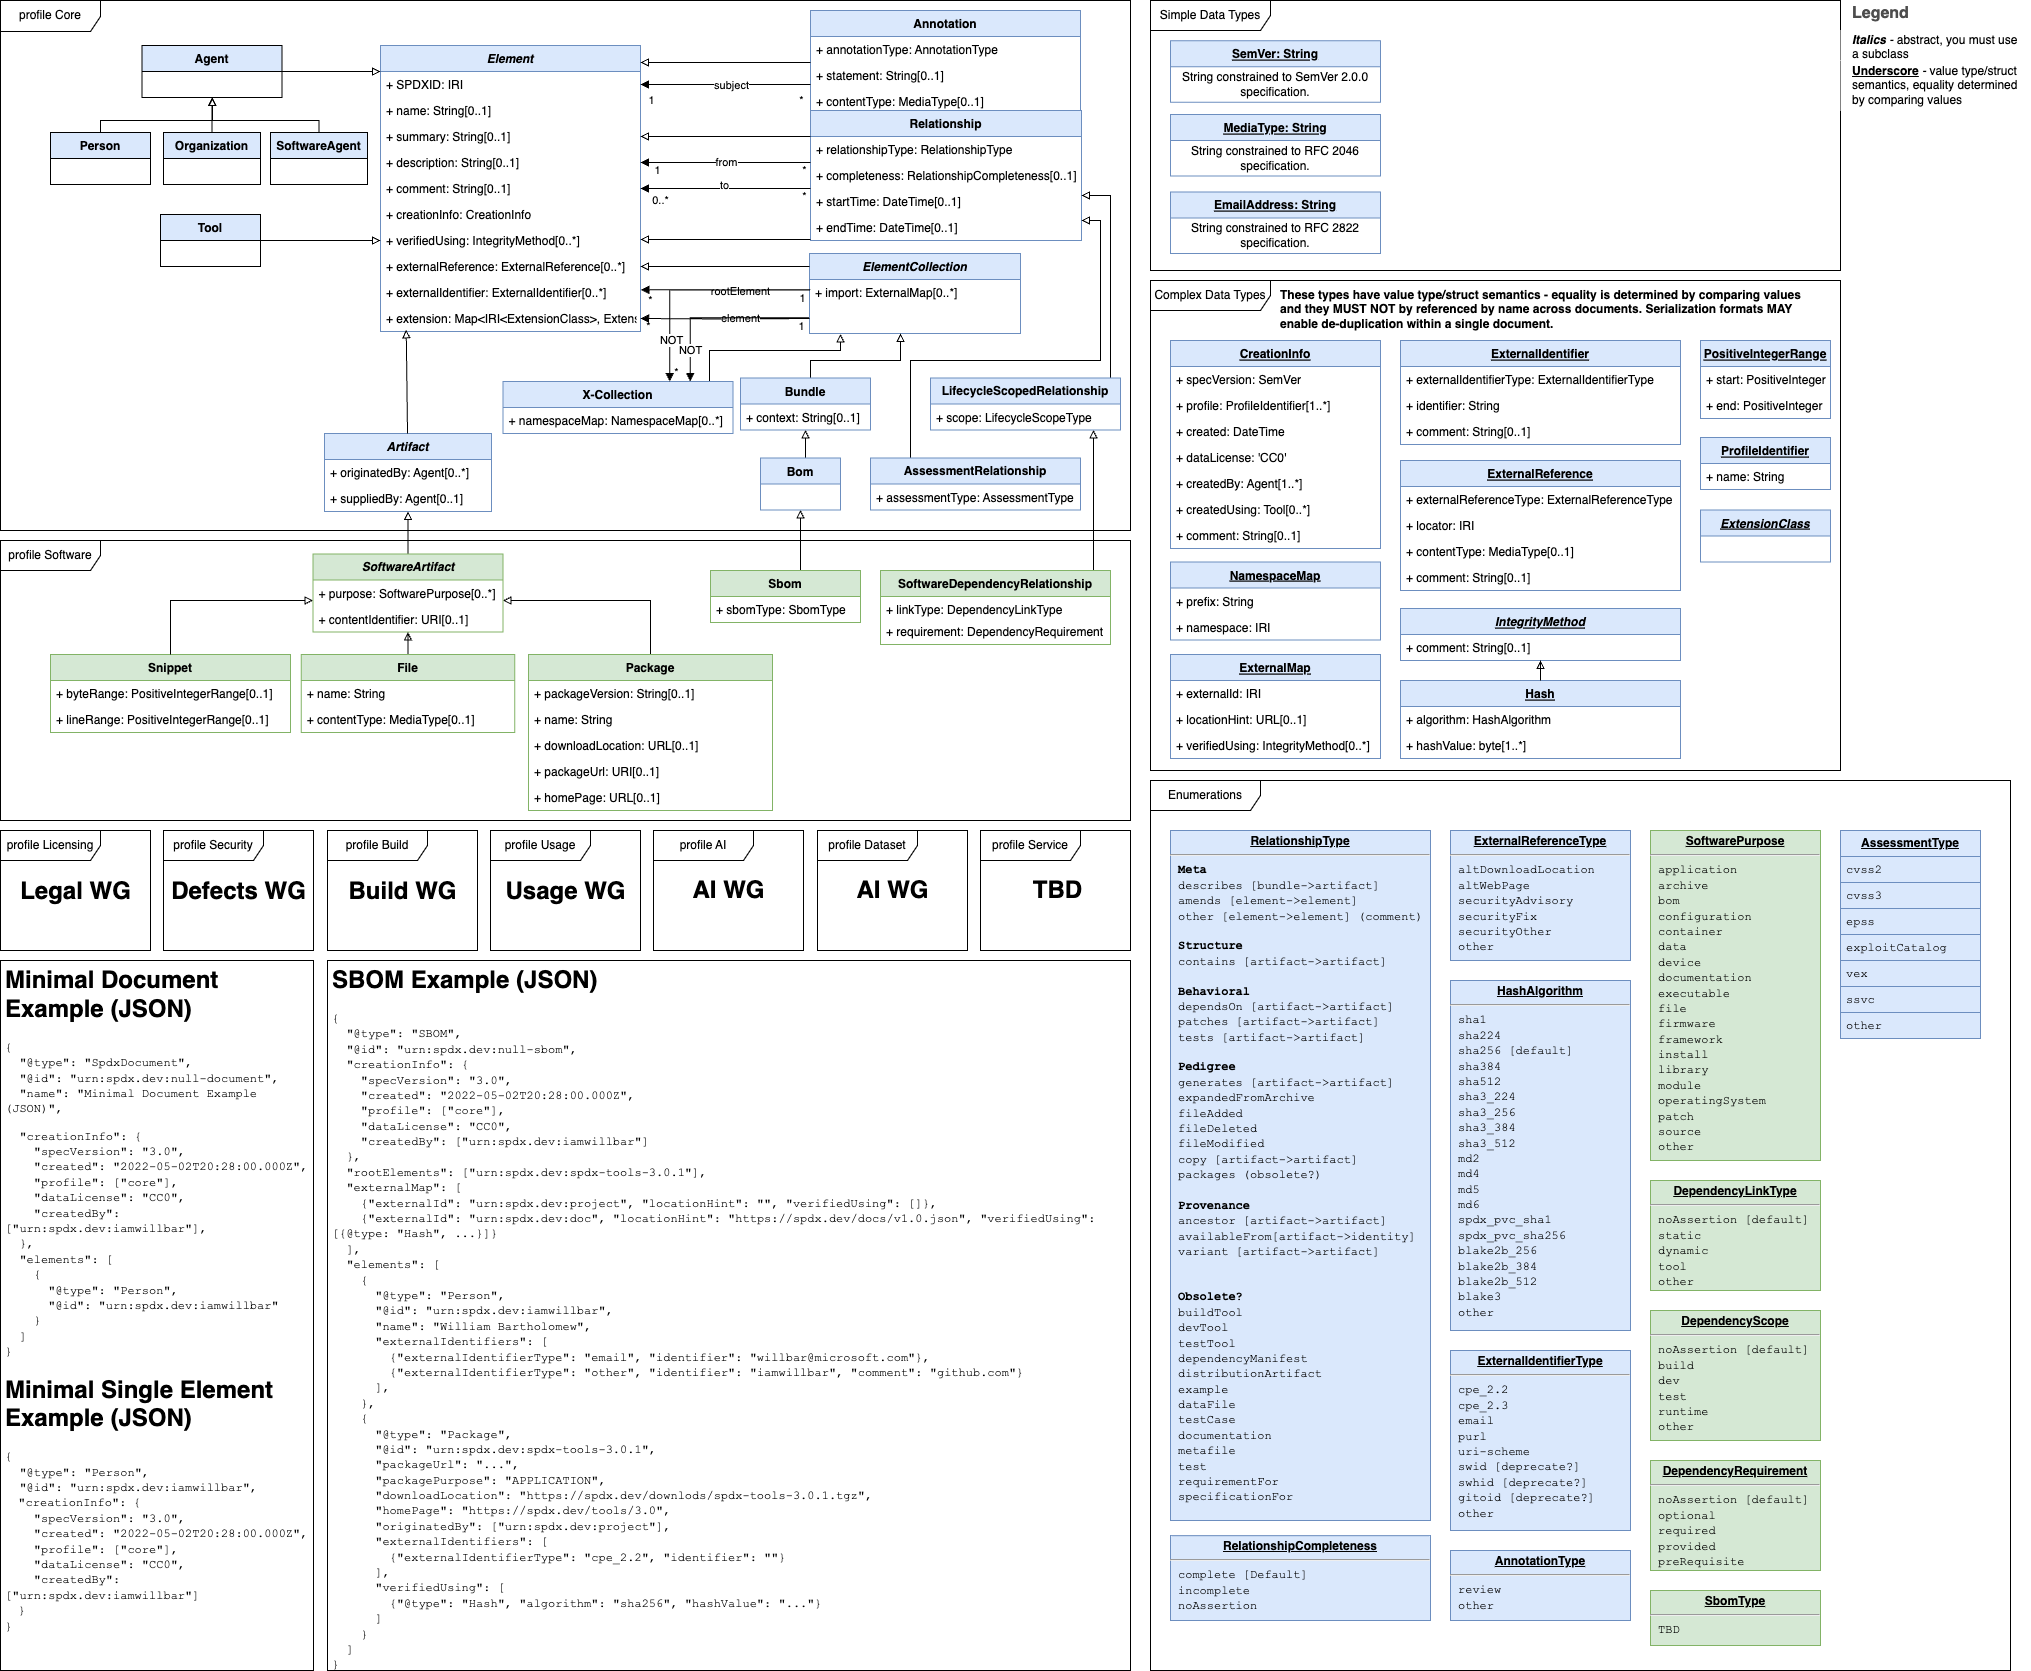 profile Core
Agent
Person
Organization
SoftwareAgent
Tool
Element
+ SPDXID: IRI
+ name: String[0..1]
+ summary: String[0..1]
+ description: String[0..1]
+ comment: String[0..1]
+ creationInfo: CreationInfo
+ verifiedUsing: IntegrityMethod[0..*]
+ externalReference: ExternalReference[0..*]
+ externalIdentifier: ExternalIdentifier[0..*]
+ extension: Map<IRI<ExtensionClass>, Extens
subject
1
*
from
1
*
to
0..*
*
rootElement
*
1
element
*
1
NOT
NOT
*
Annotation
+ annotationType: AnnotationType
+ statement: String[0..1]
+ contentType: MediaType[0..1]
Relationship
+ relationshipType: RelationshipType
+ completeness: RelationshipCompleteness[0..1]
+ startTime: DateTime[0..1]
+ endTime: DateTime[0..1]
ElementCollection
+ import: ExternalMap[0..*]
X-Collection
+ namespaceMap: NamespaceMap[0..*]
Bundle
+ context: String[0..1]
LifecycleScopedRelationship
+ scope: LifecycleScopeType
Artifact
+ originatedBy: Agent[0..*]
+ suppliedBy: Agent[0..1]
Bom
AssessmentRelationship
+ assessmentType: AssessmentType
profile Software
SoftwareArtifact
+ purpose: SoftwarePurpose[0..*]
+ contentIdentifier: URI[0..1]
Sbom
+ sbomType: SbomType
SoftwareDependencyRelationship
+ linkType: DependencyLinkType
+ requirement: DependencyRequirement
Snippet
+ byteRange: PositiveIntegerRange[0..1]
+ lineRange: PositiveIntegerRange[0..1]
File
+ name: String
+ contentType: MediaType[0..1]
Package
+ packageVersion: String[0..1]
+ name: String
+ downloadLocation: URL[0..1]
+ packageUrl: URI[0..1]
+ homePage: URL[0..1]
profile Licensing
Legal WG
profile Security
Defects WG
profile Build
Build WG
profile Usage
Usage WG
profile AI
AI WG
profile Dataset
AI WG
profile Service
TBD
Minimal Document
Example (JSON)
{
"@type": "SpdxDocument",
"@id": "urn:spdx.dev:null-document",
"name": "Minimal Document Example
(JSON)",
"creationInfo": {
"specVersion": "3.0",
"created": "2022-05-02T20:28:00.000Z",
"profile": ["core"],
"dataLicense": "CC0",
"createdBy":
["urn:spdx.dev:iamwillbar"],
},
"elements": [
{
"@type": "Person",
"@id": "urn:spdx.dev:iamwillbar"
}
]
}
Minimal Single Element
Example (JSON)
{
"@type": "Person",
"@id": "urn:spdx.dev:iamwillbar",
"creationInfo": {
"specVersion": "3.0",
"created": "2022-05-02T20:28:00.000Z",
"profile": ["core"],
"dataLicense": "CC0",
"createdBy":
["urn:spdx.dev:iamwillbar"]
}
}
SBOM Example (JSON)
{
"@type": "SBOM",
"@id": "urn:spdx.dev:null-sbom",
"creationInfo": {
"specVersion": "3.0",
"created": "2022-05-02T20:28:00.000Z",
"profile": ["core"],
"dataLicense": "CC0",
"createdBy": ["urn:spdx.dev:iamwillbar"]
},
"rootElements": ["urn:spdx.dev:spdx-tools-3.0.1"],
"externalMap": [
{"externalId": "urn:spdx.dev:project", "locationHint": "", "verifiedUsing": []},
{"externalId": "urn:spdx.dev:doc", "locationHint": "https://spdx.dev/docs/v1.0.json", "verifiedUsing":
[{@type: "Hash", ...}]}
],
"elements": [
{
"@type": "Person",
"@id": "urn:spdx.dev:iamwillbar",
"name": "William Bartholomew",
"externalIdentifiers": [
{"externalIdentifierType": "email", "identifier": "willbar@microsoft.com"},
{"externalIdentifierType": "other", "identifier": "iamwillbar", "comment": "github.com"}
],
},
{
"@type": "Package",
"@id": "urn:spdx.dev:spdx-tools-3.0.1",
"packageUrl": "...",
"packagePurpose": "APPLICATION",
"downloadLocation": "https://spdx.dev/downlods/spdx-tools-3.0.1.tgz",
"homePage": "https://spdx.dev/tools/3.0",
"originatedBy": ["urn:spdx.dev:project"],
"externalIdentifiers": [
{"externalIdentifierType": "cpe_2.2", "identifier": ""}
],
"verifiedUsing": [
{"@type": "Hash", "algorithm": "sha256", "hashValue": "..."}
]
}
]
}
Simple Data Types
SemVer: String
String constrained to SemVer 2.0.0
specification.
MediaType: String
String constrained to RFC 2046
specification.
EmailAddress: String
String constrained to RFC 2822
specification.
Legend
Italics - abstract, you must use
a subclass
Underscore - value type/struct
semantics, equality determined
by comparing values
Complex Data Types
These types have value type/struct semantics - equality is determined by comparing values
and they MUST NOT by referenced by name across documents. Serialization formats MAY
enable de-duplication within a single document.
CreationInfo
+ specVersion: SemVer
+ profile: ProfileIdentifier[1..*]
+ created: DateTime
+ dataLicense: 'CC0'
+ createdBy: Agent[1..*]
+ createdUsing: Tool[0..*]
+ comment: String[0..1]
NamespaceMap
+ prefix: String
+ namespace: IRI
ExternalMap
+ externalId: IRI
+ locationHint: URL[0..1]
+ verifiedUsing: IntegrityMethod[0..*]
ExternalIdentifier
+ externalIdentifierType: ExternalIdentifierType
+ identifier: String
+ comment: String[0..1]
ExternalReference
+ externalReferenceType: ExternalReferenceType
+ locator: IRI
+ contentType: MediaType[0..1]
+ comment: String[0..1]
IntegrityMethod
+ comment: String[0..1]
Hash
+ algorithm: HashAlgorithm
+ hashValue: byte[1..*]
PositiveIntegerRange
+ start: PositiveInteger
+ end: PositiveInteger
ProfileIdentifier
+ name: String
ExtensionClass
Enumerations
RelationshipType
Meta
describes [bundle->artifact]
amends [element->element]
other [element->element] (comment)
Structure
contains [artifact->artifact]
Behavioral
dependsOn [artifact->artifact]
patches [artifact->artifact]
tests [artifact->artifact]
Pedigree
generates [artifact->artifact]
expandedFromArchive
fileAdded
fileDeleted
fileModified
copy [artifact->artifact]
packages (obsolete?)
Provenance
ancestor [artifact->artifact]
availableFrom[artifact->identity]
variant [artifact->artifact]
Obsolete?
buildTool
devTool
testTool
dependencyManifest
distributionArtifact
example
dataFile
testCase
documentation
metafile
test
requirementFor
specificationFor
RelationshipCompleteness
complete [Default]
incomplete
noAssertion
ExternalReferenceType
altDownloadLocation
altWebPage
securityAdvisory
securityFix
securityOther
other
HashAlgorithm
sha1
sha224
sha256 [default]
sha384
sha512
sha3_224
sha3_256
sha3_384
sha3_512
md2
md4
md5
md6
spdx_pvc_sha1
spdx_pvc_sha256
blake2b_256
blake2b_384
blake2b_512
blake3
other
ExternalIdentifierType
cpe_2.2
cpe_2.3
email
purl
uri-scheme
swid [deprecate?]
swhid [deprecate?]
gitoid [deprecate?]
other
AnnotationType
review
other
SoftwarePurpose
application
archive
bom
configuration
container
data
device
documentation
executable
file
firmware
framework
install
library
module
operatingSystem
patch
source
other
DependencyLinkType
noAssertion [default]
static
dynamic
tool
other
DependencyScope
noAssertion [default]
build
dev
test
runtime
other
DependencyRequirement
noAssertion [default]
optional
required
provided
preRequisite
SbomType
TBD
AssessmentType
cvss2
cvss3
epss
exploitCatalog
vex
ssvc
other